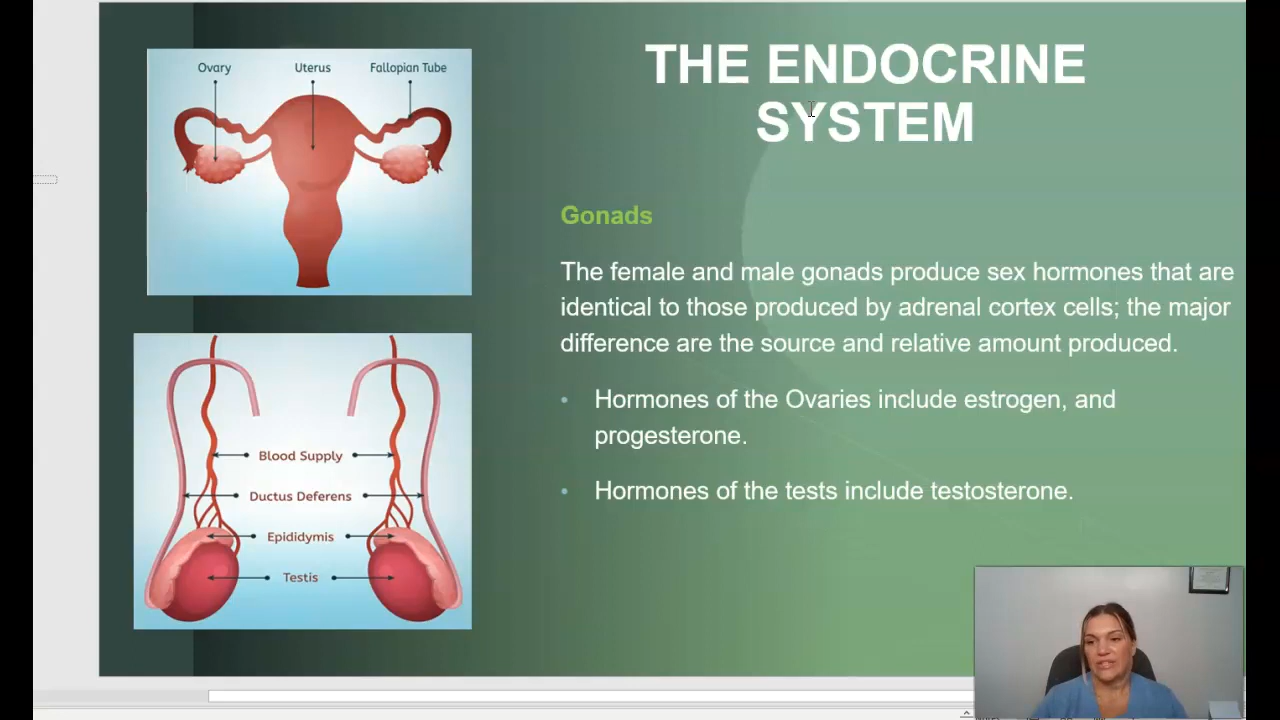 Ovary Uterus Fallopian Tube
Blood Supply
Ductus Deferens
Epididymis
Testis
THE ENDOCRINE
SYSTEM
Gonads
The female and male gonads produce sex hormones that are
identical to those produced by adrenal cortex cells; the major
difference are the source and relative amount produced.
• Hormones of the Ovaries include estrogen, and
progesterone.
• Hormones of the tests include testosterone.